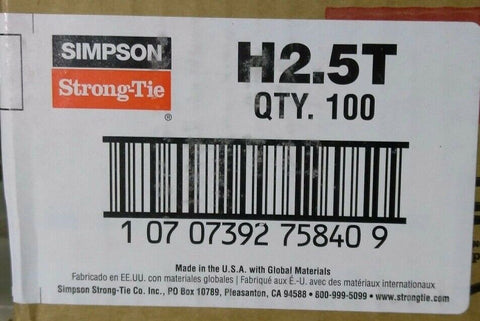 SIMPSON
Strong-Tie
®
H2.5T
QTY. 100
1 07 07392 75840 9
Made in the U.S.A. with Global Materials
Fabricado en EE.UU. con materiales globales | Fabriqué aux É.-U. avec des matériaux internationaux
Simpson Strong-Tie Co. Inc., PO Box 10789, Pleasanton, CA 94588 • 800-999-5099 • www.strongtie.com